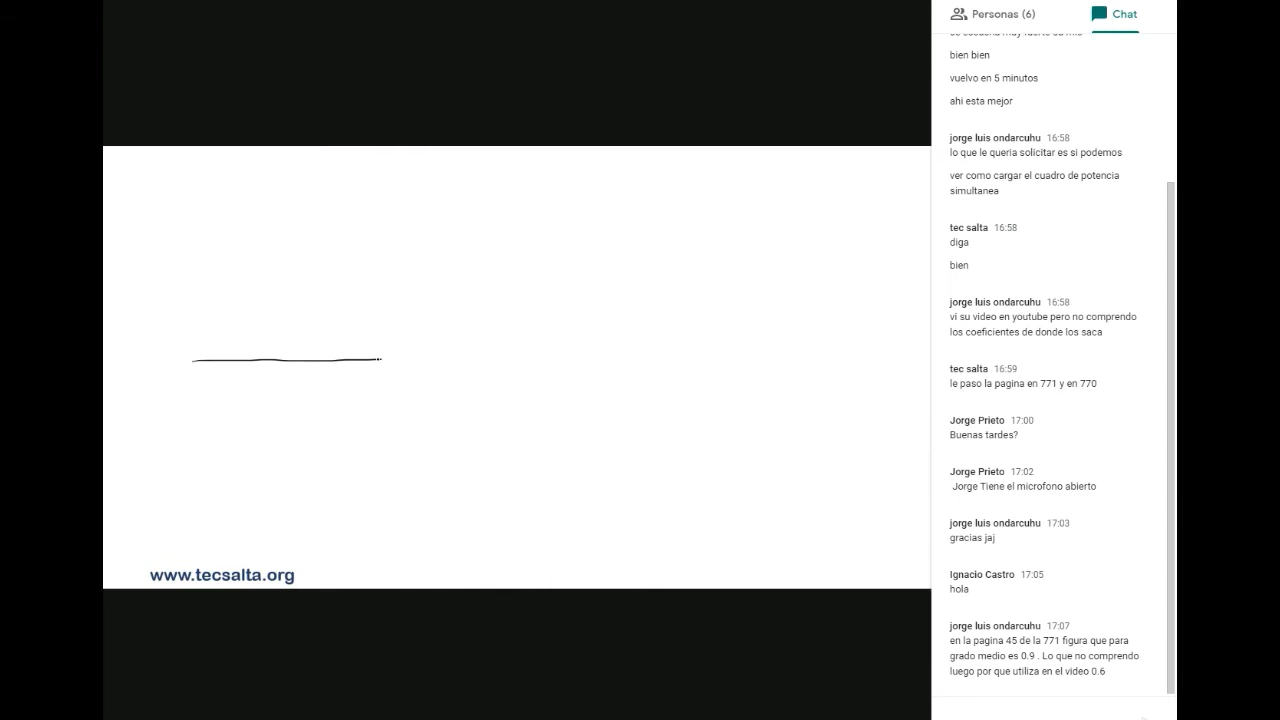 Personas (6)
Chat
bien bien
vuelvo en 5 minutos
ahi esta mejor
jorge luis ondarcuhu 16:58
lo que le queria solicitar es si podemos
ver como cargar el cuadro de potencia
simultanea
tec salta 16:58
diga
bien
jorge luis ondarcuhu 16:58
vi su video en youtube pero no comprendo
los coeficientes de donde los saca
tec salta 16:59
le paso la pagina en 771 y en 770
Jorge Prieto 17:00
Buenas tardes?
Jorge Prieto 17:02
Jorge Tiene el microfono abierto
jorge luis ondarcuhu 17:03
gracias jaj
Ignacio Castro 17:05
hola
jorge luis ondarcuhu 17:07
en la pagina 45 de la 771 figura que para
grado medio es 0.9 . Lo que no comprendo
luego por que utiliza en el video 0.6
www.tecsalta.org